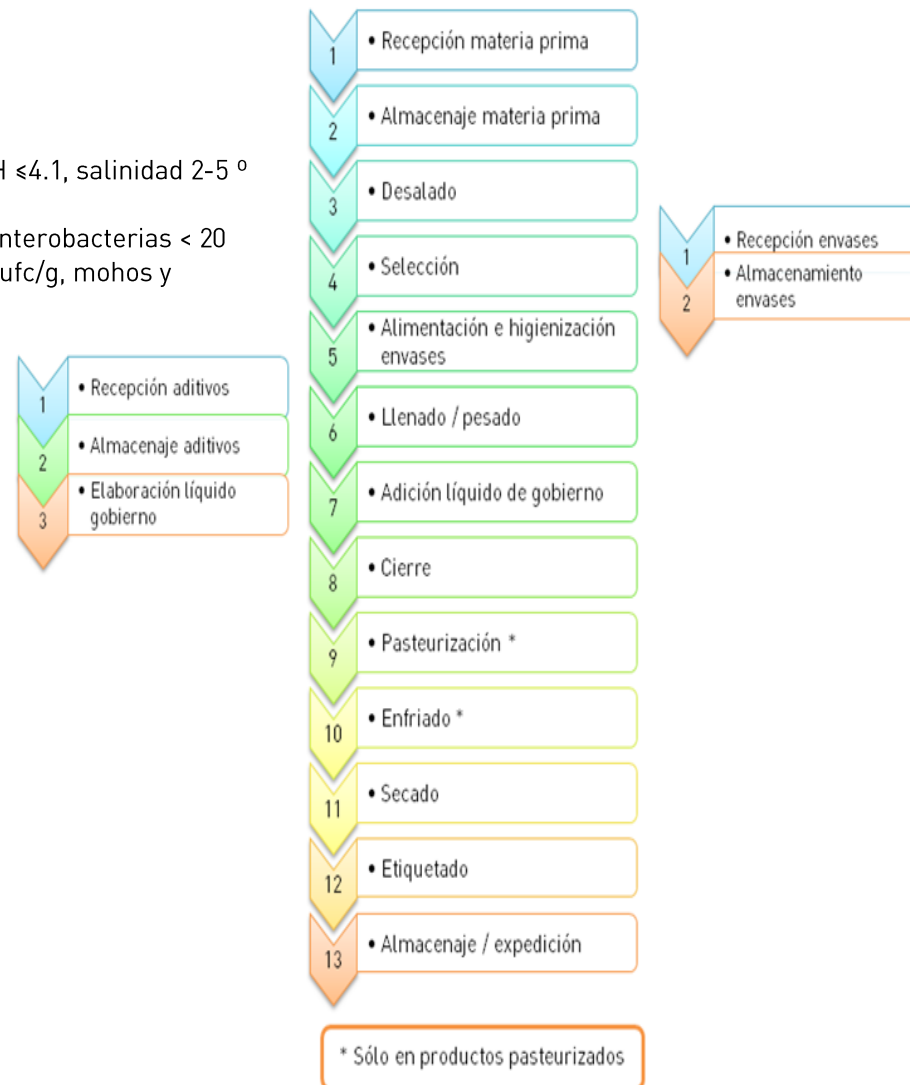 1
• Recepción materia prima
2
• Almacenaje materia prima
H ≤4.1, salinidad 2-5 º
3
• Desalado
nterobacterias < 20
ufc/g, mohos y
4
• Selección
1
• Recepción envases
2
• Almacenamiento
envases
5
• Alimentación e higienización
envases
1
• Recepción aditivos
2
• Almacenaje aditivos
3
• Elaboración líquido
gobierno
6
• Llenado / pesado
7
• Adición líquido de gobierno
8
• Cierre
9
• Pasteurización *
10
• Enfriado *
11
• Secado
12
• Etiquetado
13
• Almacenaje / expedición
* Sólo en productos pasteurizados